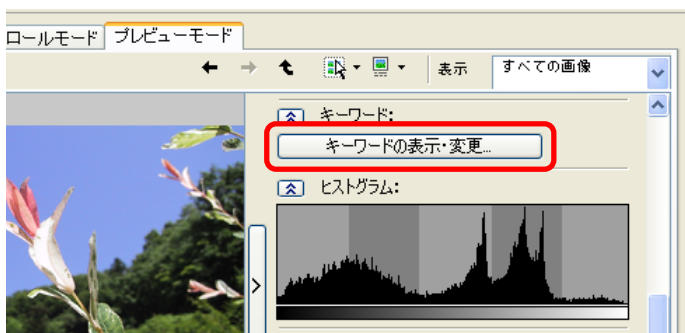 ロールモード プレビューモード
表示 すべての画像
キーワード:
キーワードの表示・変更...
ヒストグラム: